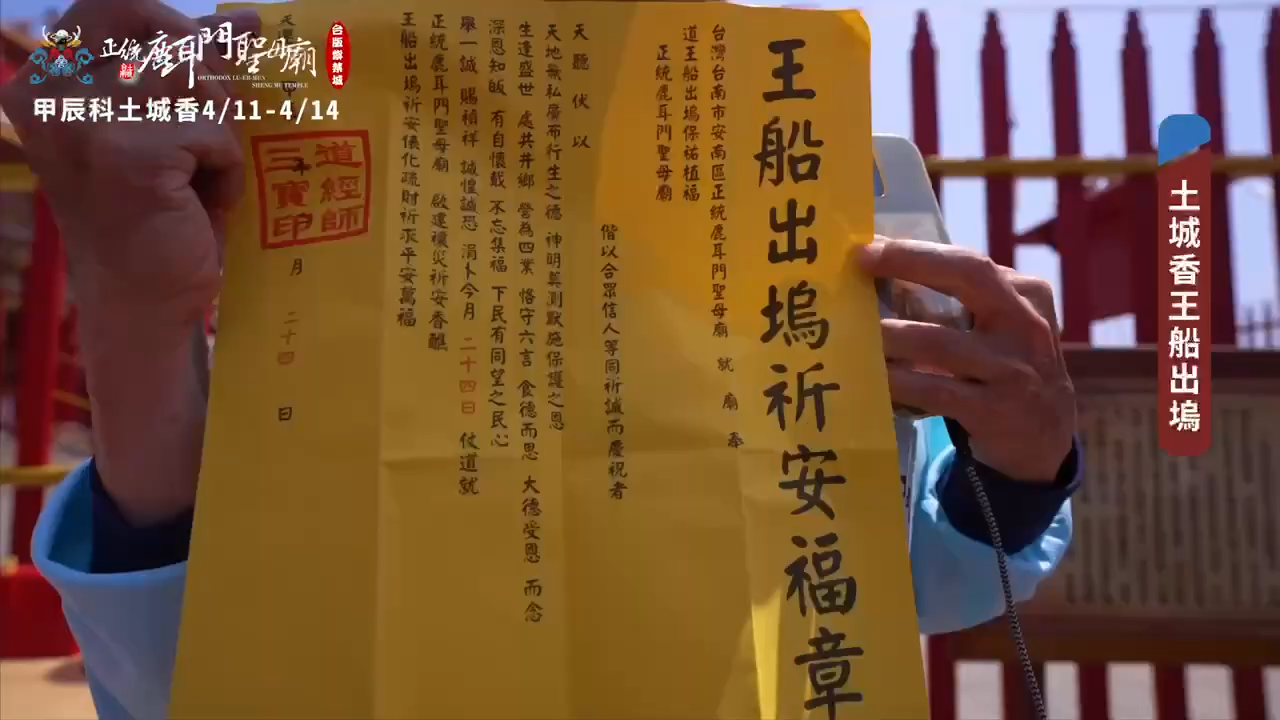 正統鹿耳門聖母廟
ORTHODOX LU-ER-MEN
SHENG MU TEMPLE
台版紫禁城
甲辰科土城香4/11-4/14
土城香王船出塢
王船出塢祈安福章
台灣台南市安南區正統鹿耳門聖母廟 就 廟 奉
道王船出塢保祐植福
正統鹿耳門聖母廟
偕以合眾信人等同祈誠而慶祝者
天 聽 伏 以
天地無私廣布行生之德 神明莫測默施保護之恩
生逢盛世 處共井鄉 營為四業 恪守六言 食德而思 大德受恩 而念
深恩知皈 有自懷戴 不忘集福 下民有同望之民心
舉一誠 賜禎祥 誠惶誠恐 涓卜今月 二十四日 仗道就
正統鹿耳門聖母廟 啟建禳災祈安香醮
王船出塢祈安儀化疏財祈求平安萬福
天
月 二十四 日
道經師
三寶印